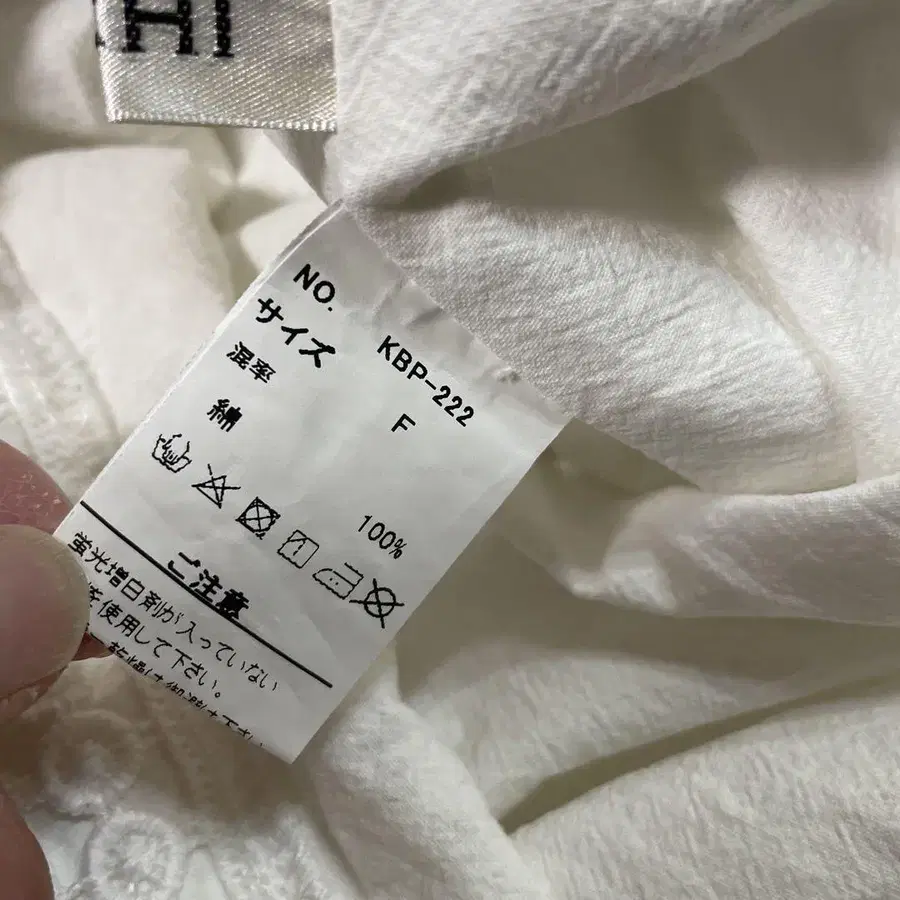 NO. KBP-222
サイズ F
混率
綿 100%
ご注意
蛍光増白剤が入っていない
を使用して下さい。